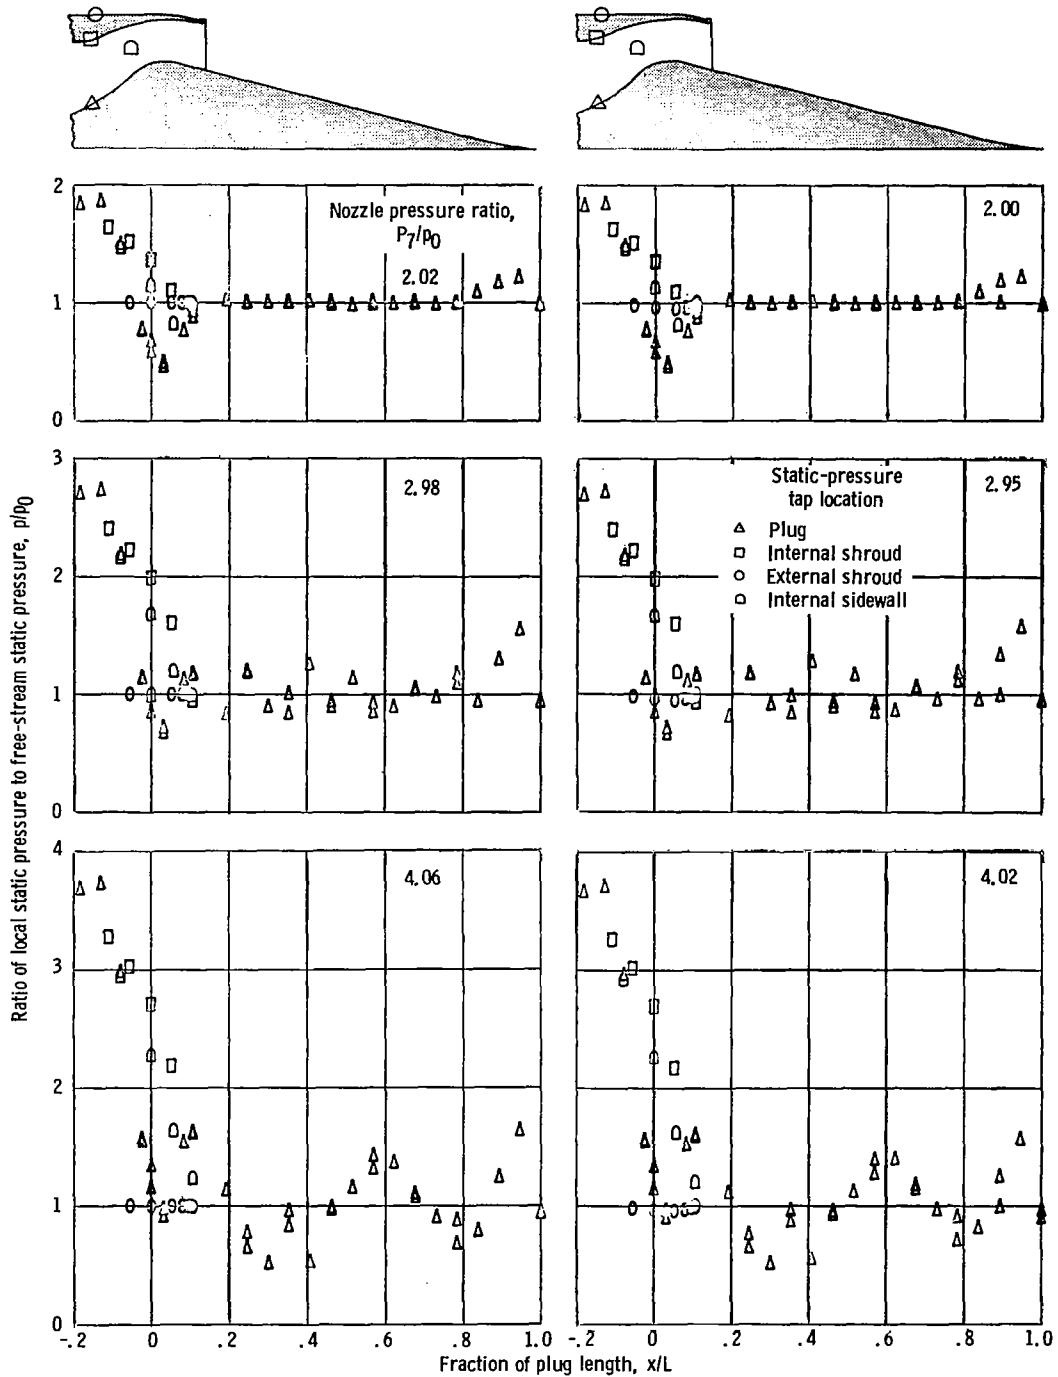 Nozzle pressure ratio,
P7/p0
2.02
2.00
2
1
0
2.98
2.95
Static-pressure
tap location
Plug
Internal shroud
External shroud
Internal sidewall
3
2
1
0
4.06
4.02
4
3
2
1
0
Ratio of local static pressure to free-stream static pressure, p/p0
-.2 0 .2 .4 .6 .8 1.0
-.2 0 .2 .4 .6 .8 1.0
Fraction of plug length, x/L